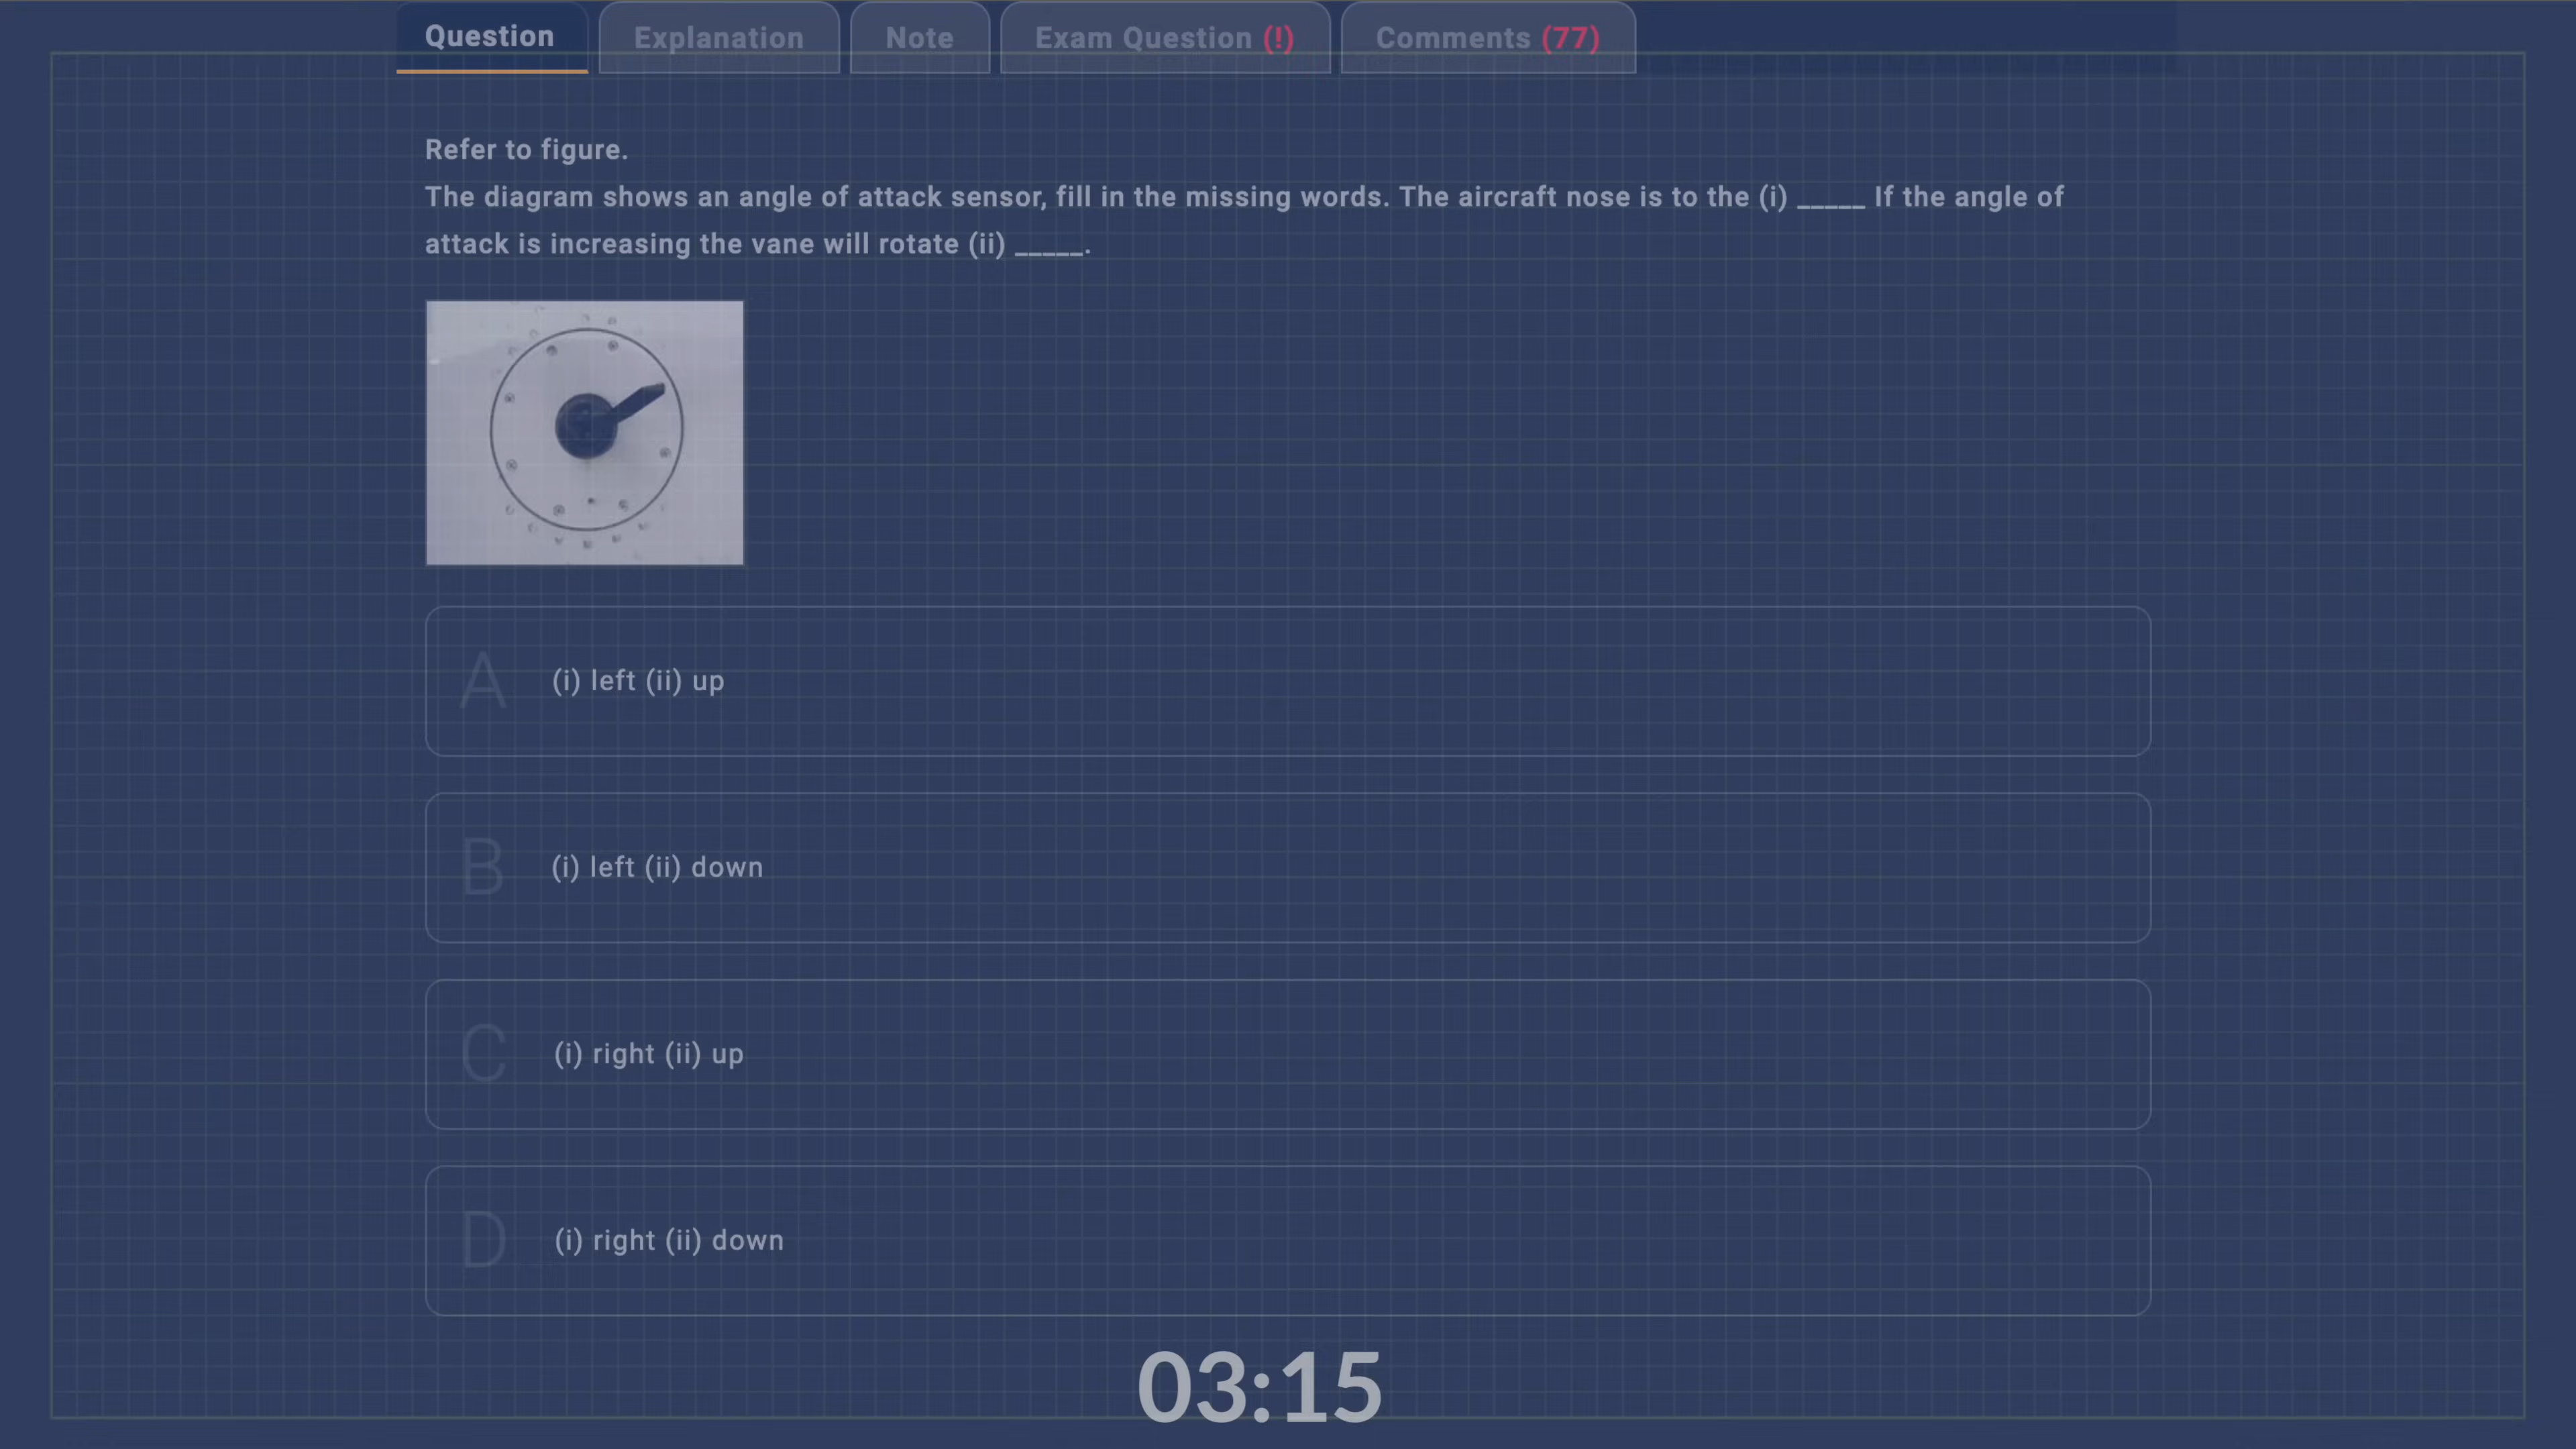 Question
Explanation
Note
Exam Question (!)
Comments (77)
Refer to figure.
The diagram shows an angle of attack sensor, fill in the missing words. The aircraft nose is to the (i) _____ If the angle of
attack is increasing the vane will rotate (ii) _____.
A (i) left (ii) up
B (i) left (ii) down
C (i) right (ii) up
D (i) right (ii) down
03:15